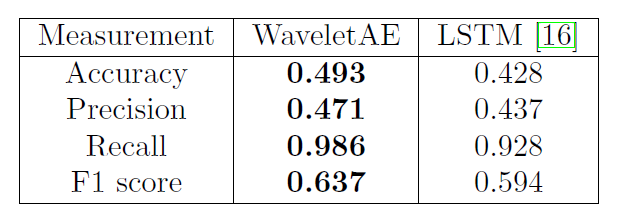 Measurement WaveletAE LSTM [16]
Accuracy 0.493 0.428
Precision 0.471 0.437
Recall 0.986 0.928
F1 score 0.637 0.594